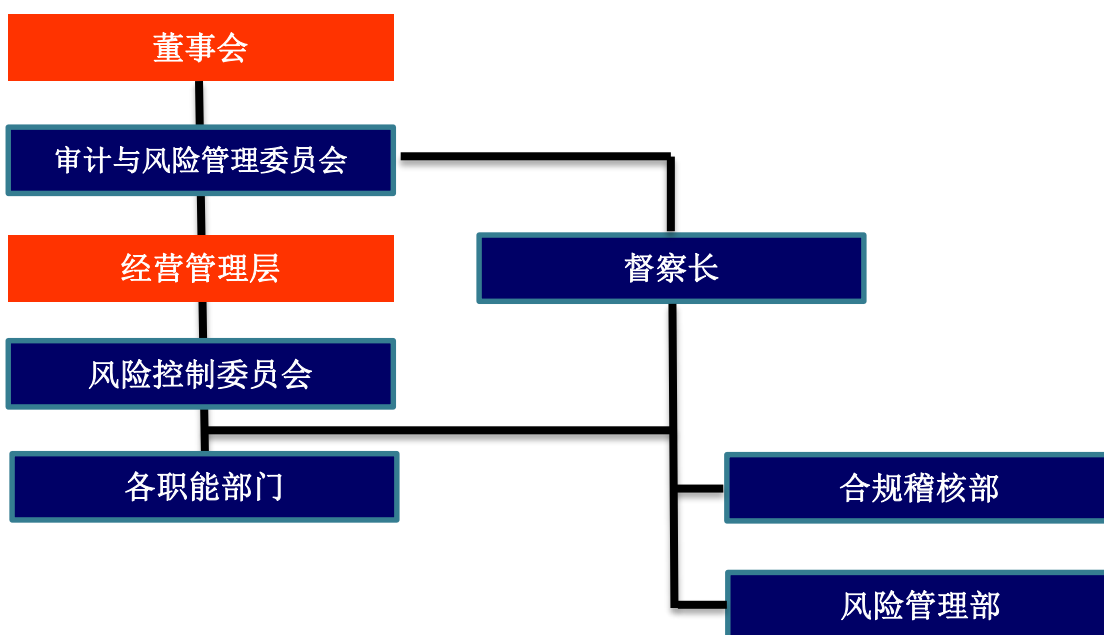 董事会
审计与风险管理委员会
经营管理层
督察长
风险控制委员会
各职能部门
合规稽核部
风险管理部